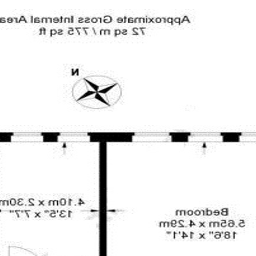 Approximate Gross Internal Area
72 sq m / 775 sq ft
N
Bedroom
5.65m x 4.29m
18'6" x 14'1"
4.10m x 2.30m
13'5" x 7'7"